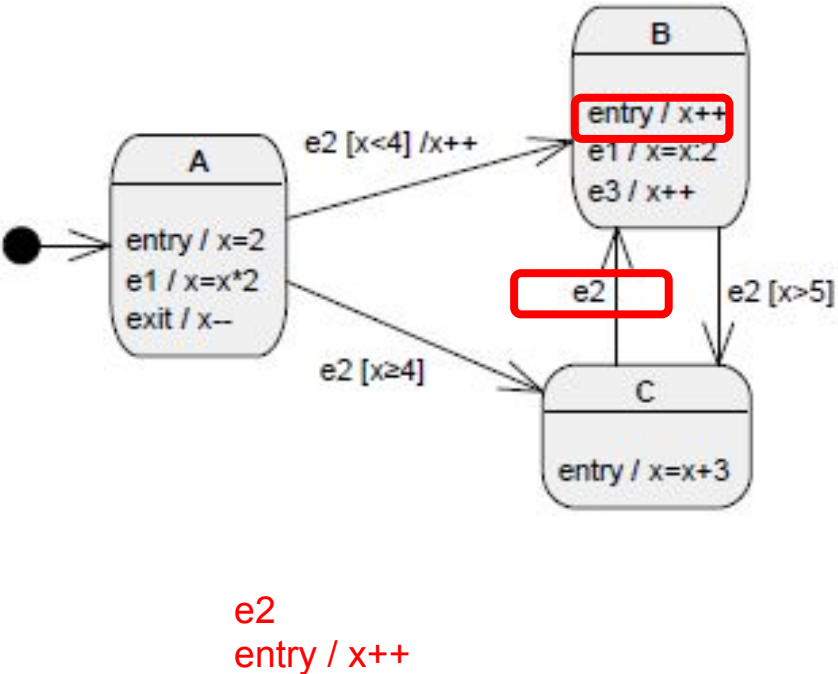 B
entry / x++
e1 / x=x:2
e3 / x++
e2 [x<4] /x++
A
entry / x=2
e1 / x=x*2
exit / x--
e2
e2 [x>5]
e2 [x≥4]
C
entry / x=x+3
e2
entry / x++